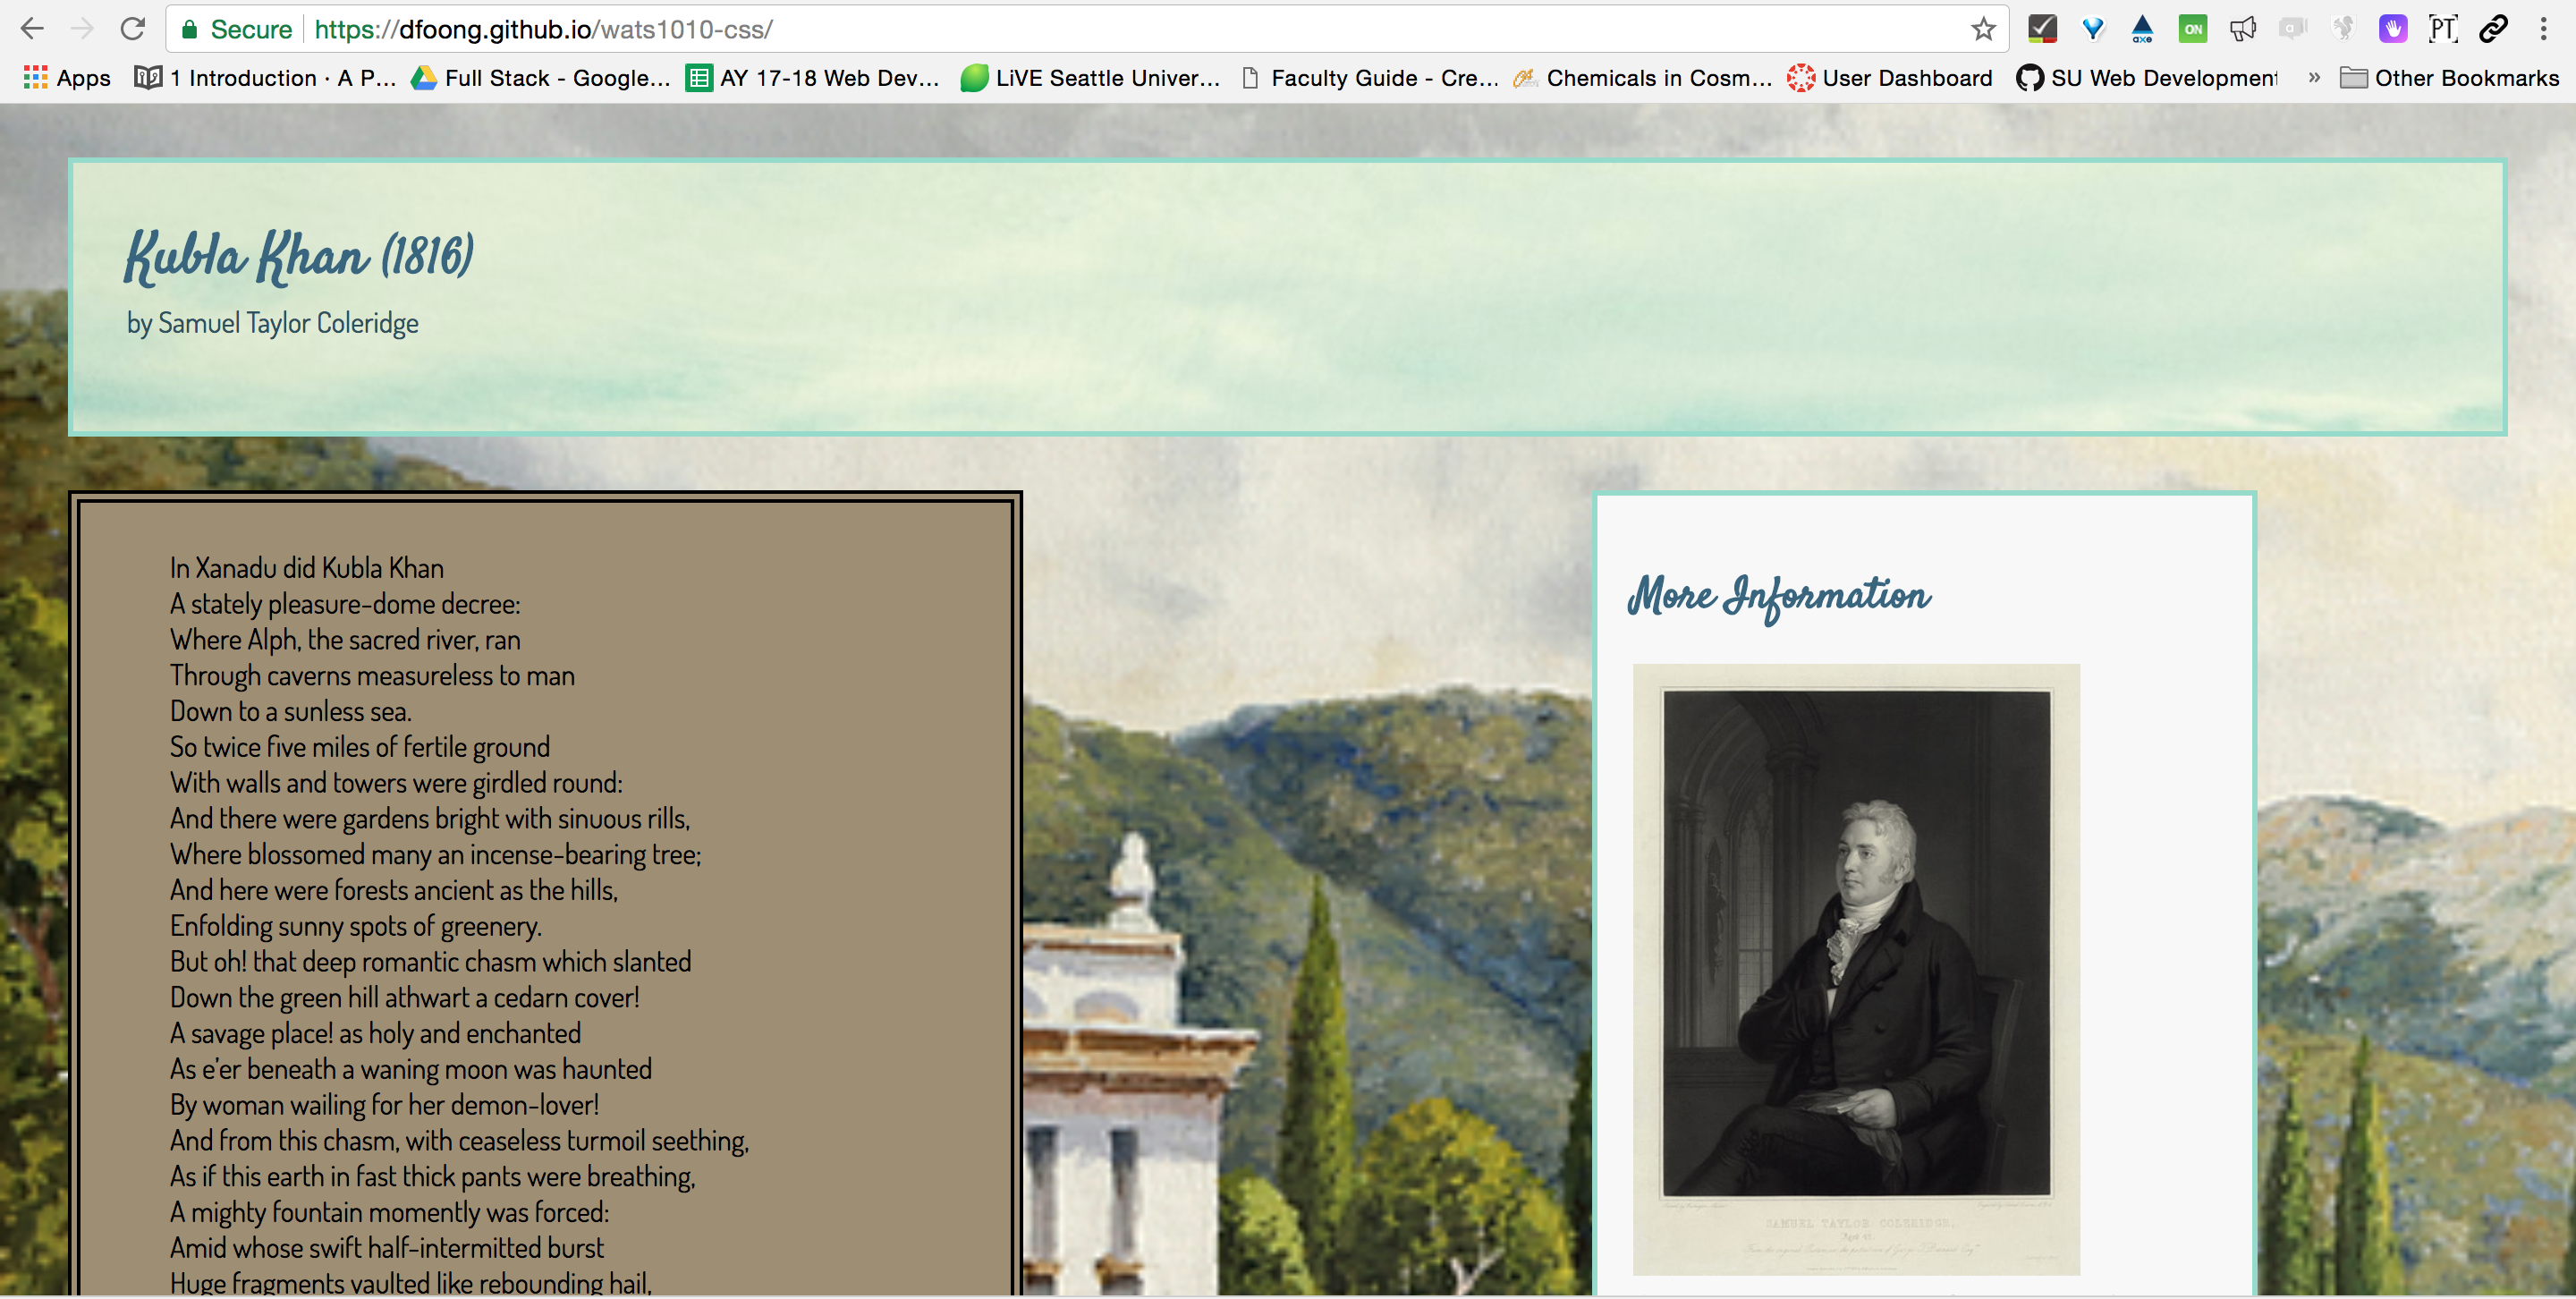 Secure https://dfoong.github.io/wats1010-css/
ON
axe
PT
Apps 1 Introduction · A P... Full Stack - Google... AY 17-18 Web Dev... LiVE Seattle Univer... Faculty Guide - Cre... Chemicals in Cosm... User Dashboard SU Web Development » Other Bookmarks
Kubla Khan (1816)
by Samuel Taylor Coleridge
In Xanadu did Kubla Khan
A stately pleasure-dome decree:
Where Alph, the sacred river, ran
Through caverns measureless to man
Down to a sunless sea.
So twice five miles of fertile ground
With walls and towers were girdled round:
And there were gardens bright with sinuous rills,
Where blossomed many an incense-bearing tree;
And here were forests ancient as the hills,
Enfolding sunny spots of greenery.
But oh! that deep romantic chasm which slanted
Down the green hill athwart a cedarn cover!
A savage place! as holy and enchanted
As e'er beneath a waning moon was haunted
By woman wailing for her demon-lover!
And from this chasm, with ceaseless turmoil seething,
As if this earth in fast thick pants were breathing,
A mighty fountain momently was forced:
Amid whose swift half-intermitted burst
Huge fragments vaulted like rebounding hail,
More Information
SAMUEL TAYLOR COLERIDGE.